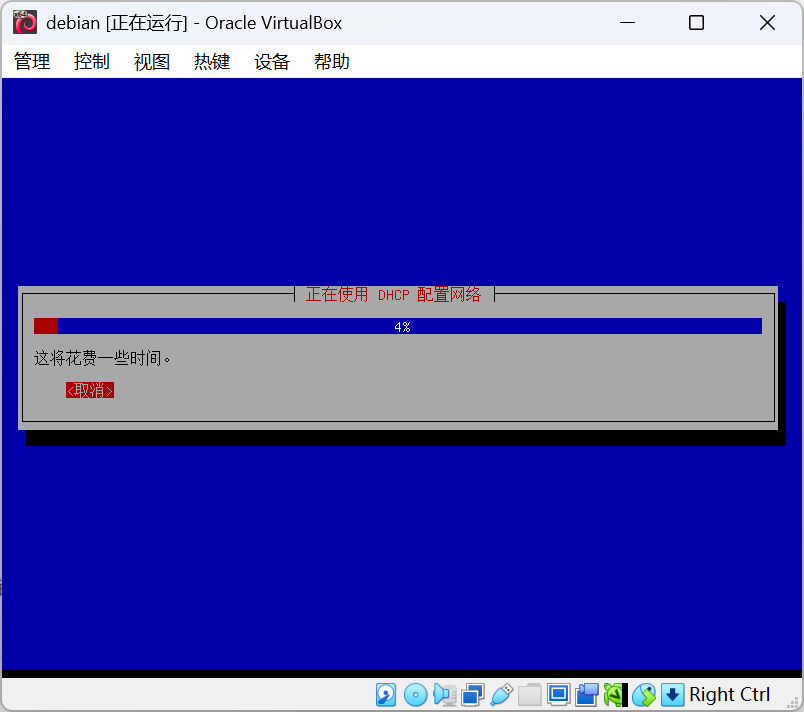 debian [正在运行] - Oracle VirtualBox
管理 控制 视图 热键 设备 帮助
正在使用 DHCP 配置网络
4%
这将花费一些时间。
<取消>
Right Ctrl